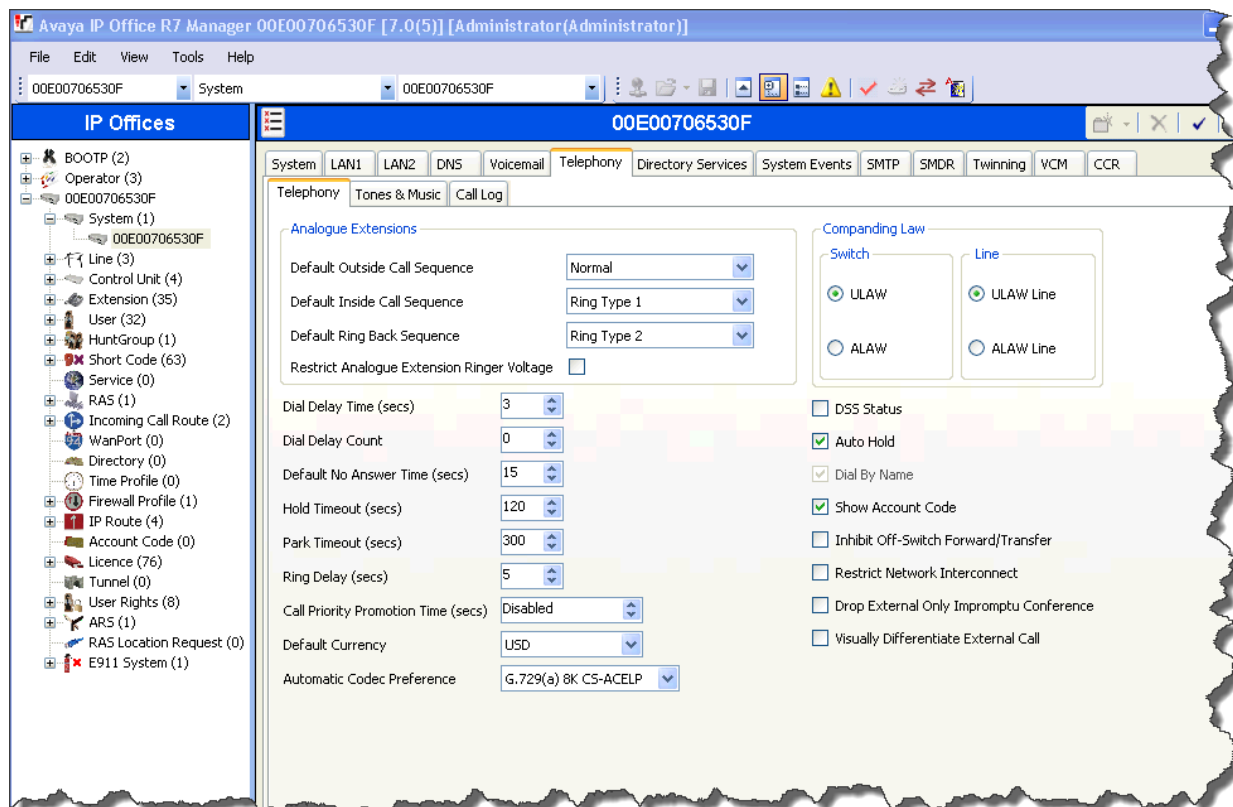 Avaya IP Office R7 Manager 00E00706530F [7.0(5)] [Administrator(Administrator)]
File Edit View Tools Help
00E00706530F System 00E00706530F
IP Offices
BOOTP (2)
Operator (3)
00E00706530F
System (1)
00E00706530F
Line (3)
Control Unit (4)
Extension (35)
User (32)
HuntGroup (1)
Short Code (63)
Service (0)
RAS (1)
Incoming Call Route (2)
WanPort (0)
Directory (0)
Time Profile (0)
Firewall Profile (1)
IP Route (4)
Account Code (0)
Licence (76)
Tunnel (0)
User Rights (8)
ARS (1)
RAS Location Request (0)
E911 System (1)
00E00706530F
System LAN1 LAN2 DNS Voicemail Telephony Directory Services System Events SMTP SMDR Twinning VCM CCR
Telephony Tones & Music Call Log
Analogue Extensions
Default Outside Call Sequence Normal
Default Inside Call Sequence Ring Type 1
Default Ring Back Sequence Ring Type 2
Restrict Analogue Extension Ringer Voltage
Dial Delay Time (secs) 3
Dial Delay Count 0
Default No Answer Time (secs) 15
Hold Timeout (secs) 120
Park Timeout (secs) 300
Ring Delay (secs) 5
Call Priority Promotion Time (secs) Disabled
Default Currency USD
Automatic Codec Preference G.729(a) 8K CS-ACELP
Companding Law
Switch Line
ULAW ULAW Line
ALAW ALAW Line
DSS Status
Auto Hold
Dial By Name
Show Account Code
Inhibit Off-Switch Forward/Transfer
Restrict Network Interconnect
Drop External Only Impromptu Conference
Visually Differentiate External Call